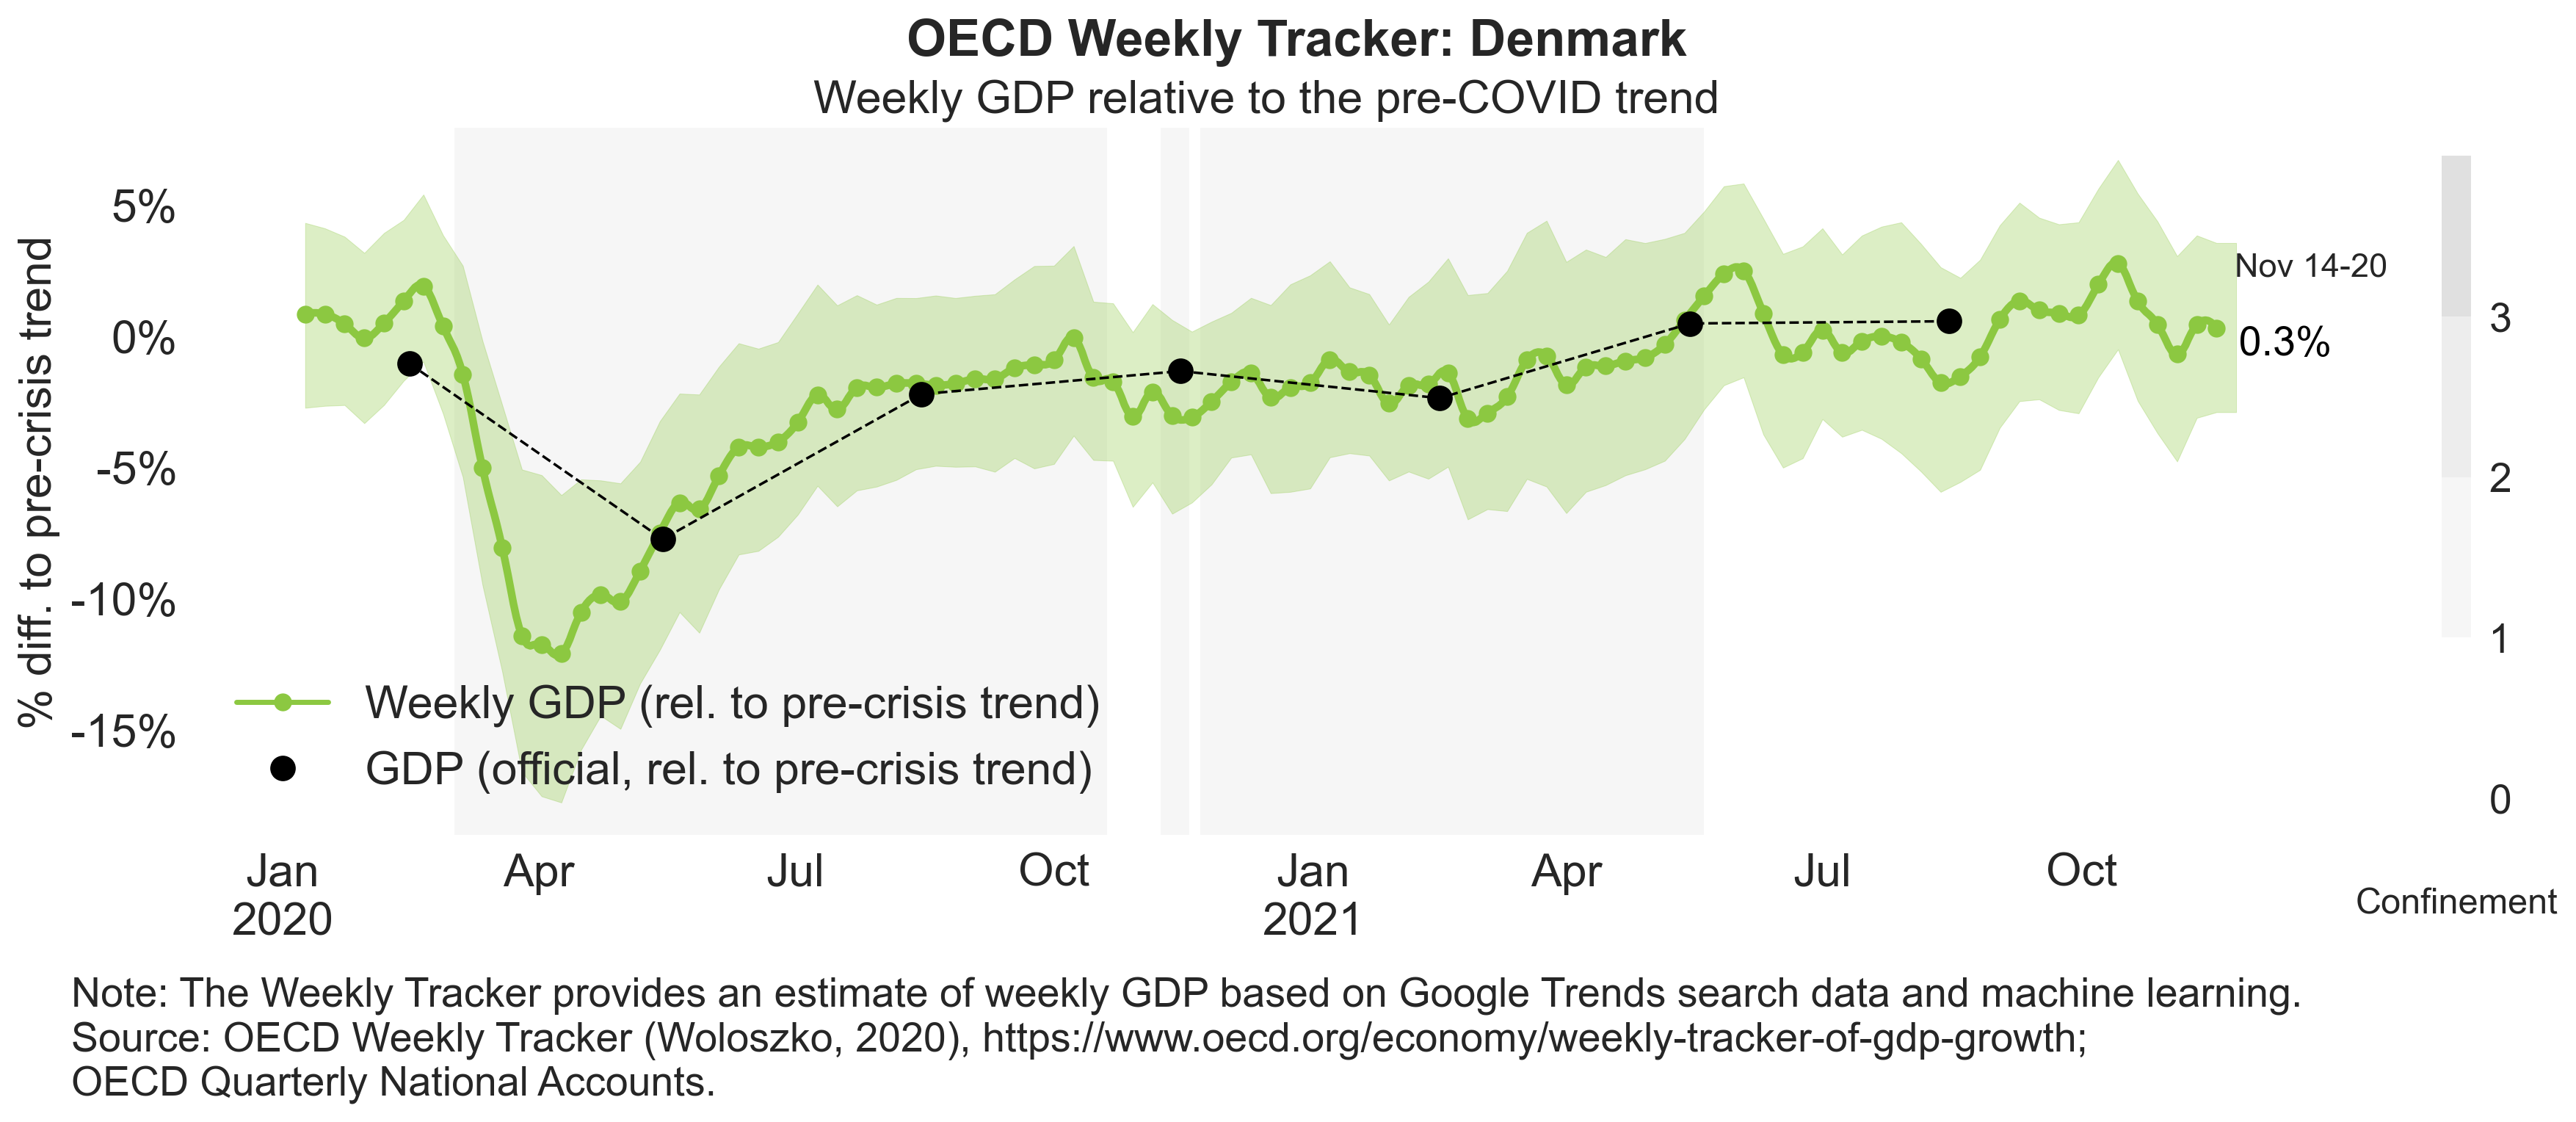 OECD Weekly Tracker: Denmark
Weekly GDP relative to the pre-COVID trend
% diff. to pre-crisis trend
5%
0%
-5%
-10%
-15%
Nov 14-20
0.3%
3
2
1
0
Confinement
Weekly GDP (rel. to pre-crisis trend)
GDP (official, rel. to pre-crisis trend)
Jan Apr Jul Oct Jan Apr Jul Oct
2020 2021
Note: The Weekly Tracker provides an estimate of weekly GDP based on Google Trends search data and machine learning.
Source: OECD Weekly Tracker (Woloszko, 2020), https://www.oecd.org/economy/weekly-tracker-of-gdp-growth;
OECD Quarterly National Accounts.